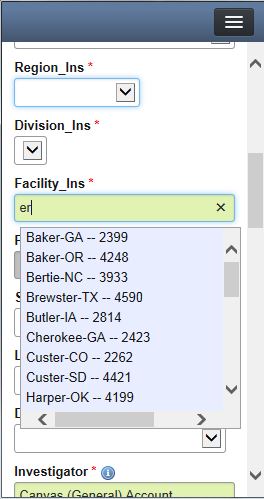 Region_Ins *
Division_Ins *
Facility_Ins *
er
Baker-GA -- 2399
Baker-OR -- 4248
Bertie-NC -- 3933
Brewster-TX -- 4590
Butler-IA -- 2814
Cherokee-GA -- 2423
Custer-CO -- 2262
Custer-SD -- 4421
Harper-OK -- 4199
Investigator *
Canvas (General) Account